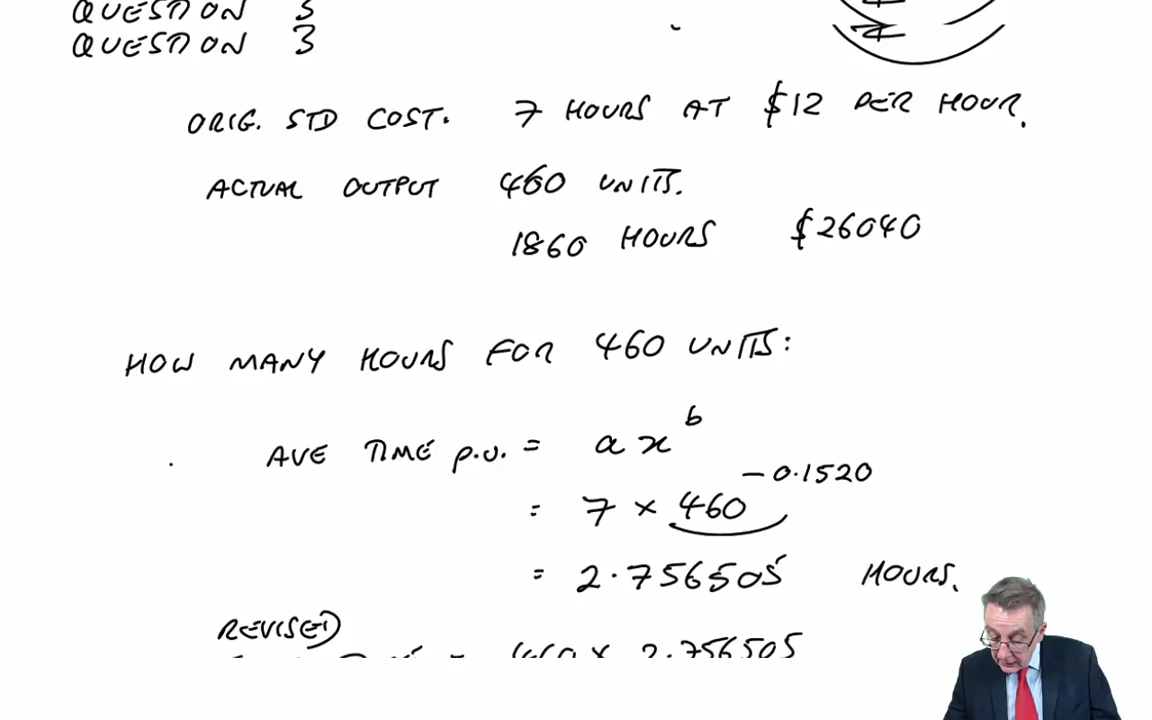 QUESTION 3
QUESTION 3
ORIG. STD COST. 7 HOURS AT $12 PER HOUR.
ACTUAL OUTPUT 460 UNITS.
1860 HOURS $26040
HOW MANY HOURS FOR 460 UNITS:
AVE TIME p.u. = ax^b
= 7 × 460^-0.1520
= 2.756505 HOURS.
REVISED
= 460 × 2.756505